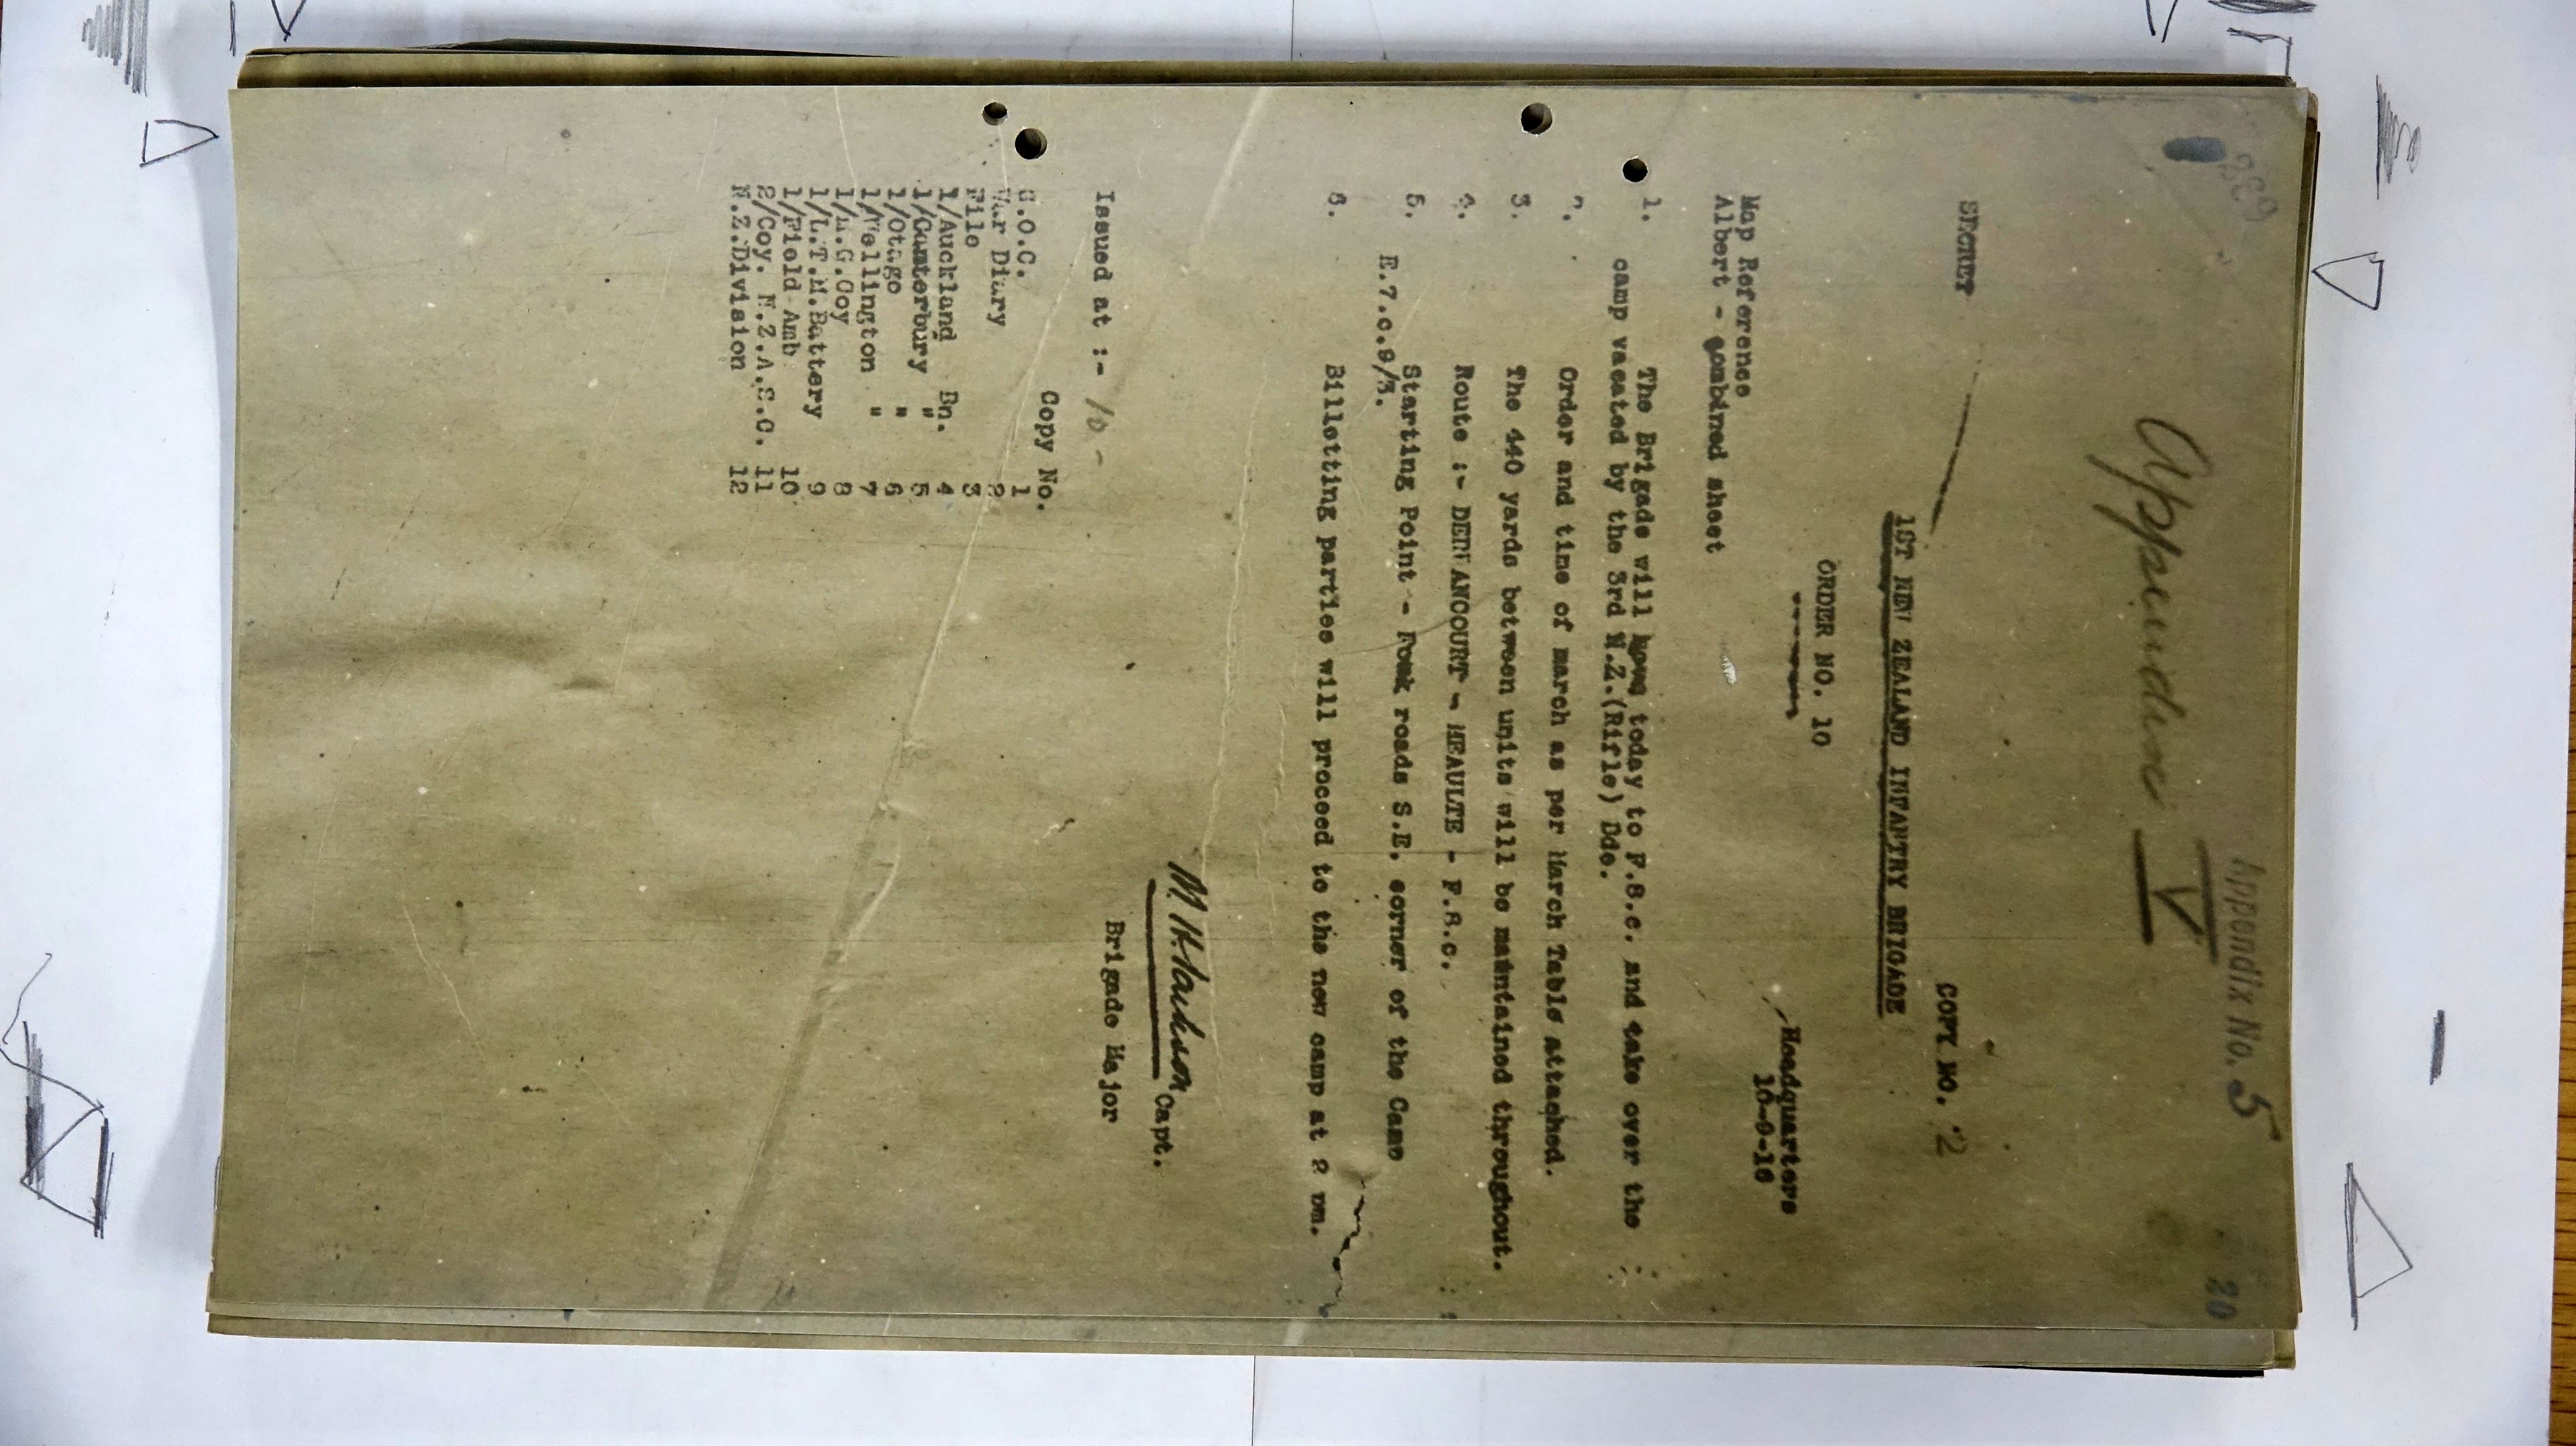 Appendix No. 5
20
Appendix V
SECRET
COPY NO. 2
1ST NEW ZEALAND INFANTRY BRIGADE
ORDER NO. 10
Headquarters
10-9-16
Map Reference
Albert - combined sheet
1. The Brigade will move today to F.8.c. and take over the
camp vacated by the 3rd N.Z.(Rifle) Bde.
2. Order and time of march as per March Table attached.
3. The 440 yards between units will be maintained throughout.
4. Route :- DERNANCOURT - MEAULTE - F.8.c.
5. Starting Point - Fork roads S.E. corner of the Camp
E.7.c.9/3.
6. Billetting parties will proceed to the new camp at 2 pm.
Capt.
Brigade Major
Issued at :- 10 -
Copy No.
G.O.C. 1
War Diary 2
File 3
1/Auckland Bn. 4
1/Canterbury " 5
1/Otago " 6
1/Wellington " 7
1/M.G.Coy 8
1/L.T.M.Battery 9
1/Field Amb 10
2/Coy. N.Z.A.S.C. 11
N.Z.Division 12